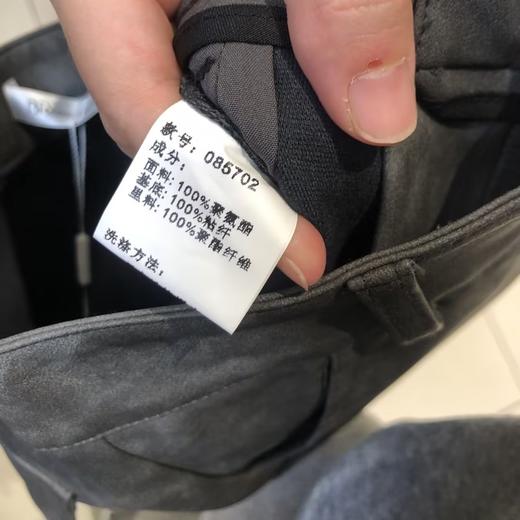 款号：085702
成分：
面料：100%聚氨酯
基底：100%粘纤
里料：100%聚酯纤维
洗涤方法：